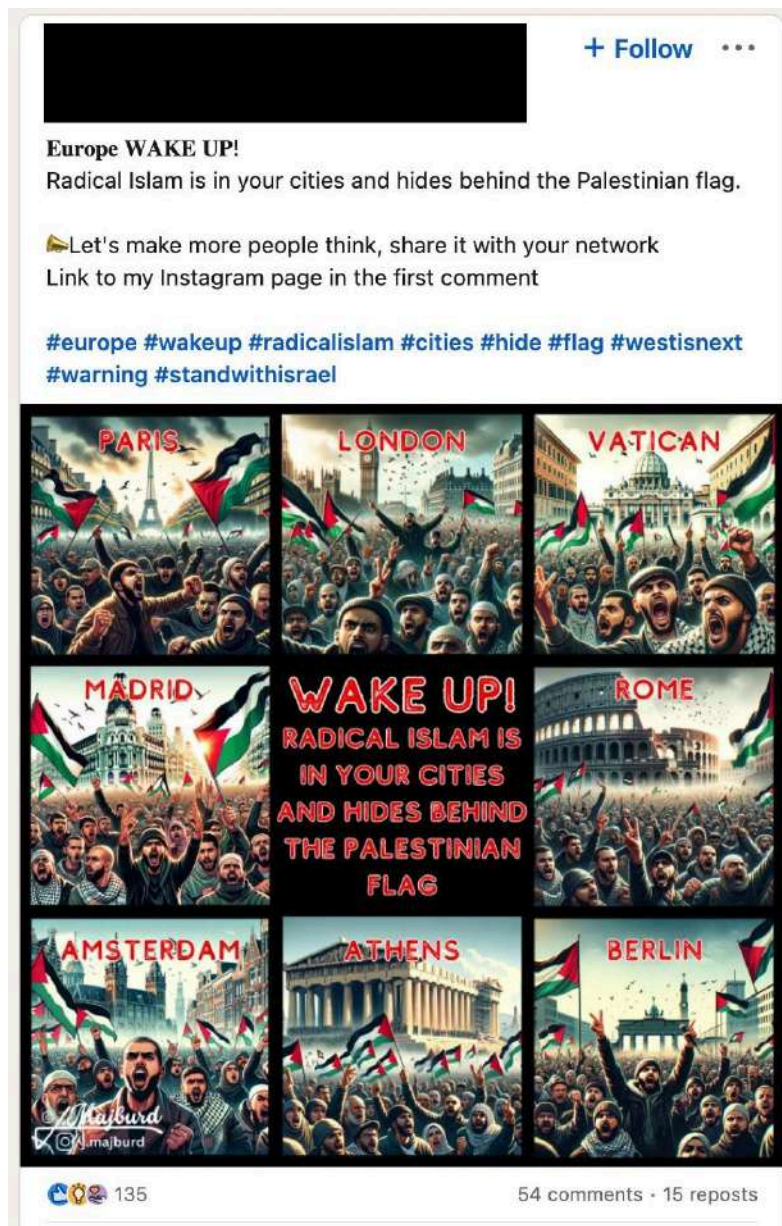 + Follow
Europe WAKE UP!
Radical Islam is in your cities and hides behind the Palestinian flag.
Let's make more people think, share it with your network
Link to my Instagram page in the first comment
#europe #wakeup #radicalislam #cities #hide #flag #westisnext
#warning #standwithisrael
PARIS
LONDON
VATICAN
MADRID
WAKE UP!
RADICAL ISLAM IS
IN YOUR CITIES
AND HIDES BEHIND
THE PALESTINIAN
FLAG
ROME
AMSTERDAM
ATHENS
BERLIN
Majburd
majburd
135
54 comments · 15 reposts